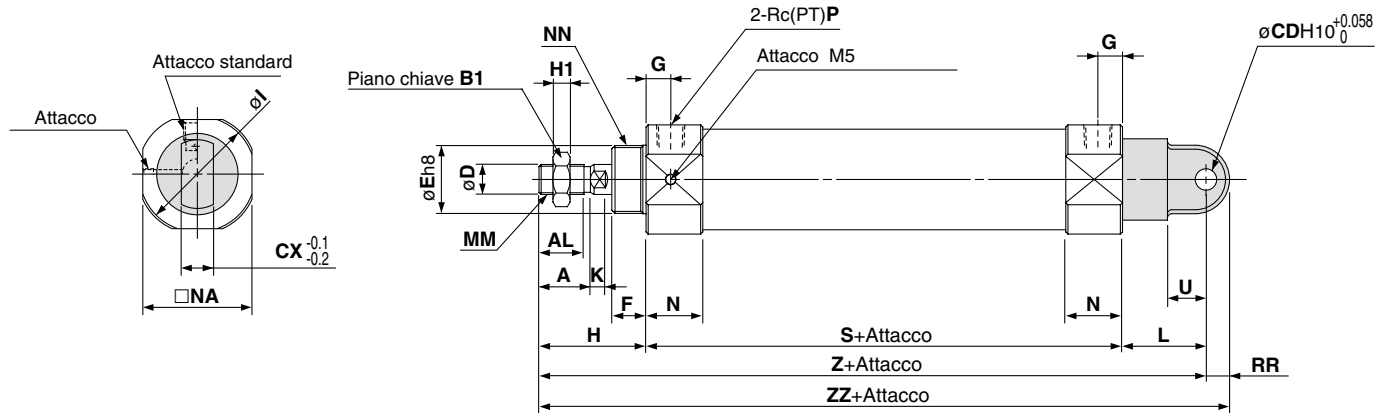 2-Rc(PT)P
øCDH10 +0.058 0
NN
G
Attacco M5
G
Attacco standard
H1
Piano chiave B1
øI
Attacco
øEh8
øD
MM
AL
CX -0.1 -0.2
A
K
U
□NA
F
N
N
H
S+Attacco
L
Z+Attacco
RR
ZZ+Attacco